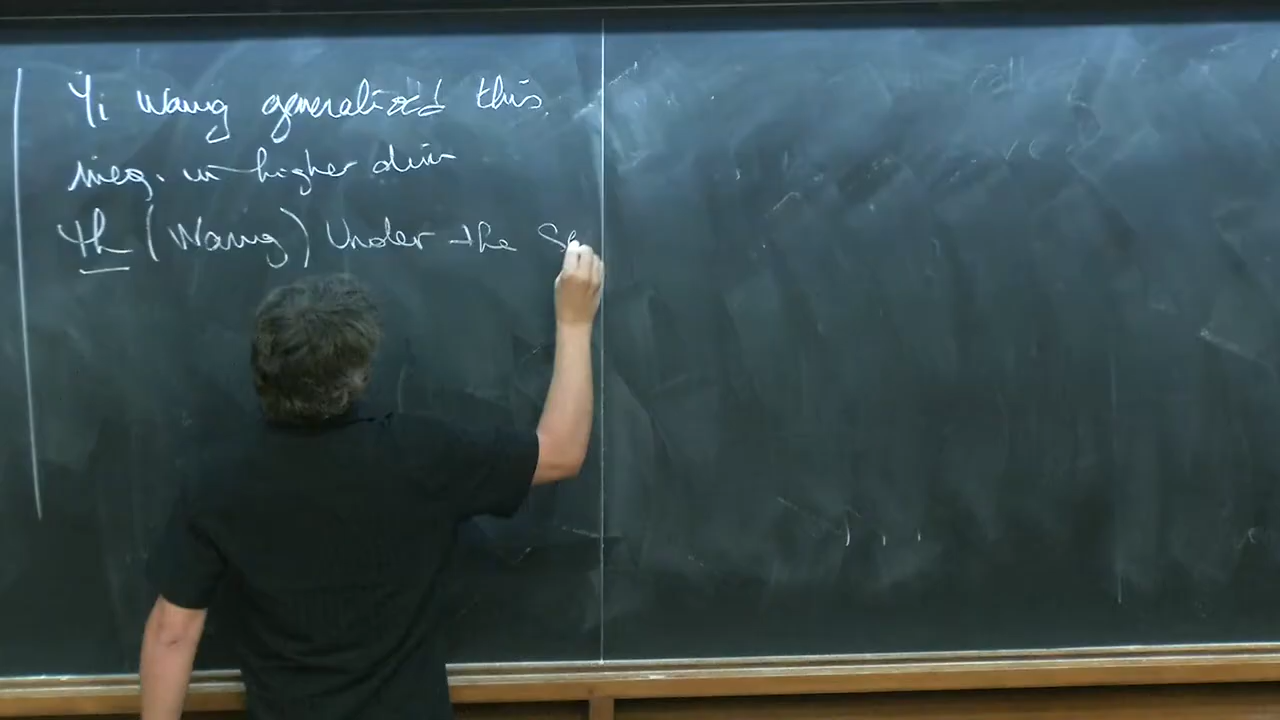 Yi Wang generalized this
ineq. in higher dim
Th (Wang) Under the